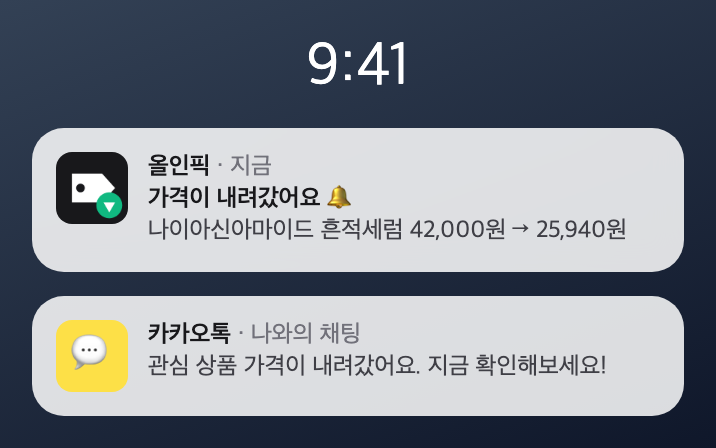 9:41
올인픽 · 지금
가격이 내려갔어요 🔔
나이아신아마이드 흔적세럼 42,000원 → 25,940원
카카오톡 · 나와의 채팅
관심 상품 가격이 내려갔어요. 지금 확인해보세요!